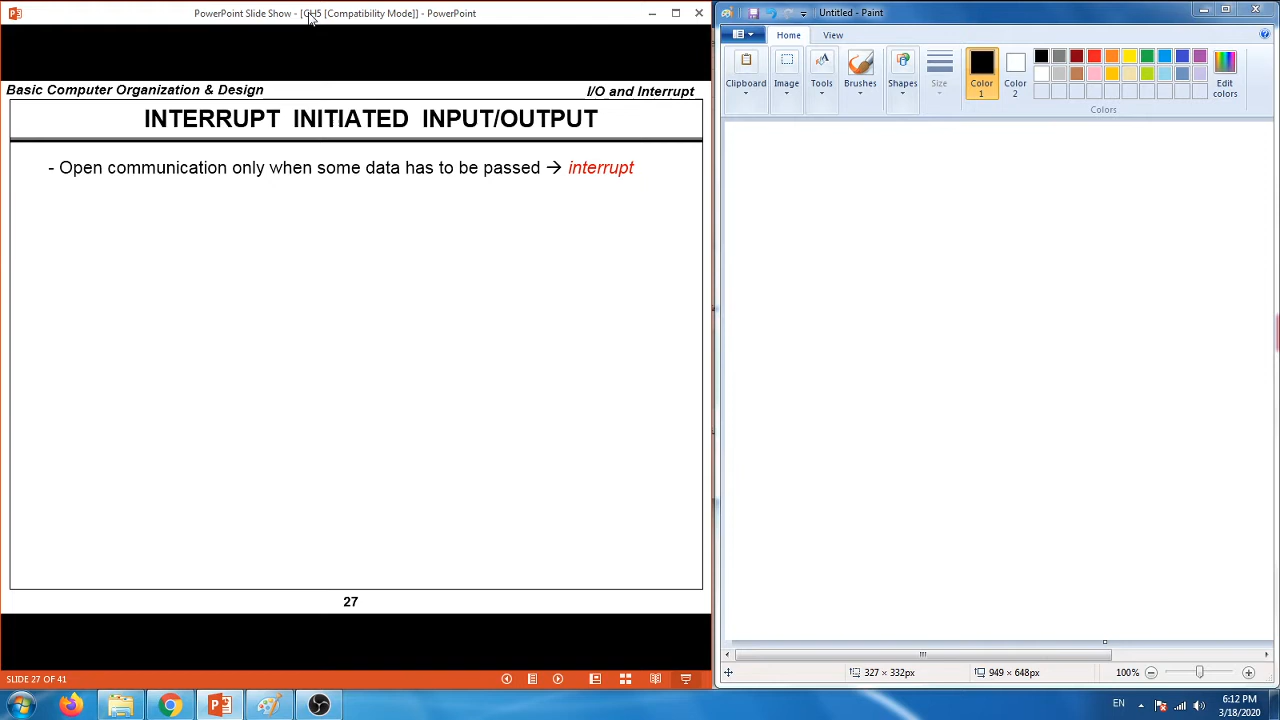 PowerPoint Slide Show - [CH5 [Compatibility Mode]] - PowerPoint
Basic Computer Organization & Design
I/O and Interrupt
INTERRUPT INITIATED INPUT/OUTPUT
- Open communication only when some data has to be passed → interrupt
27
SLIDE 27 OF 41
Untitled - Paint
Home
View
Clipboard
Image
Tools
Brushes
Shapes
Size
Color 1
Color 2
Edit colors
Colors
327 × 332px
949 × 648px
100%
EN
6:12 PM
3/18/2020